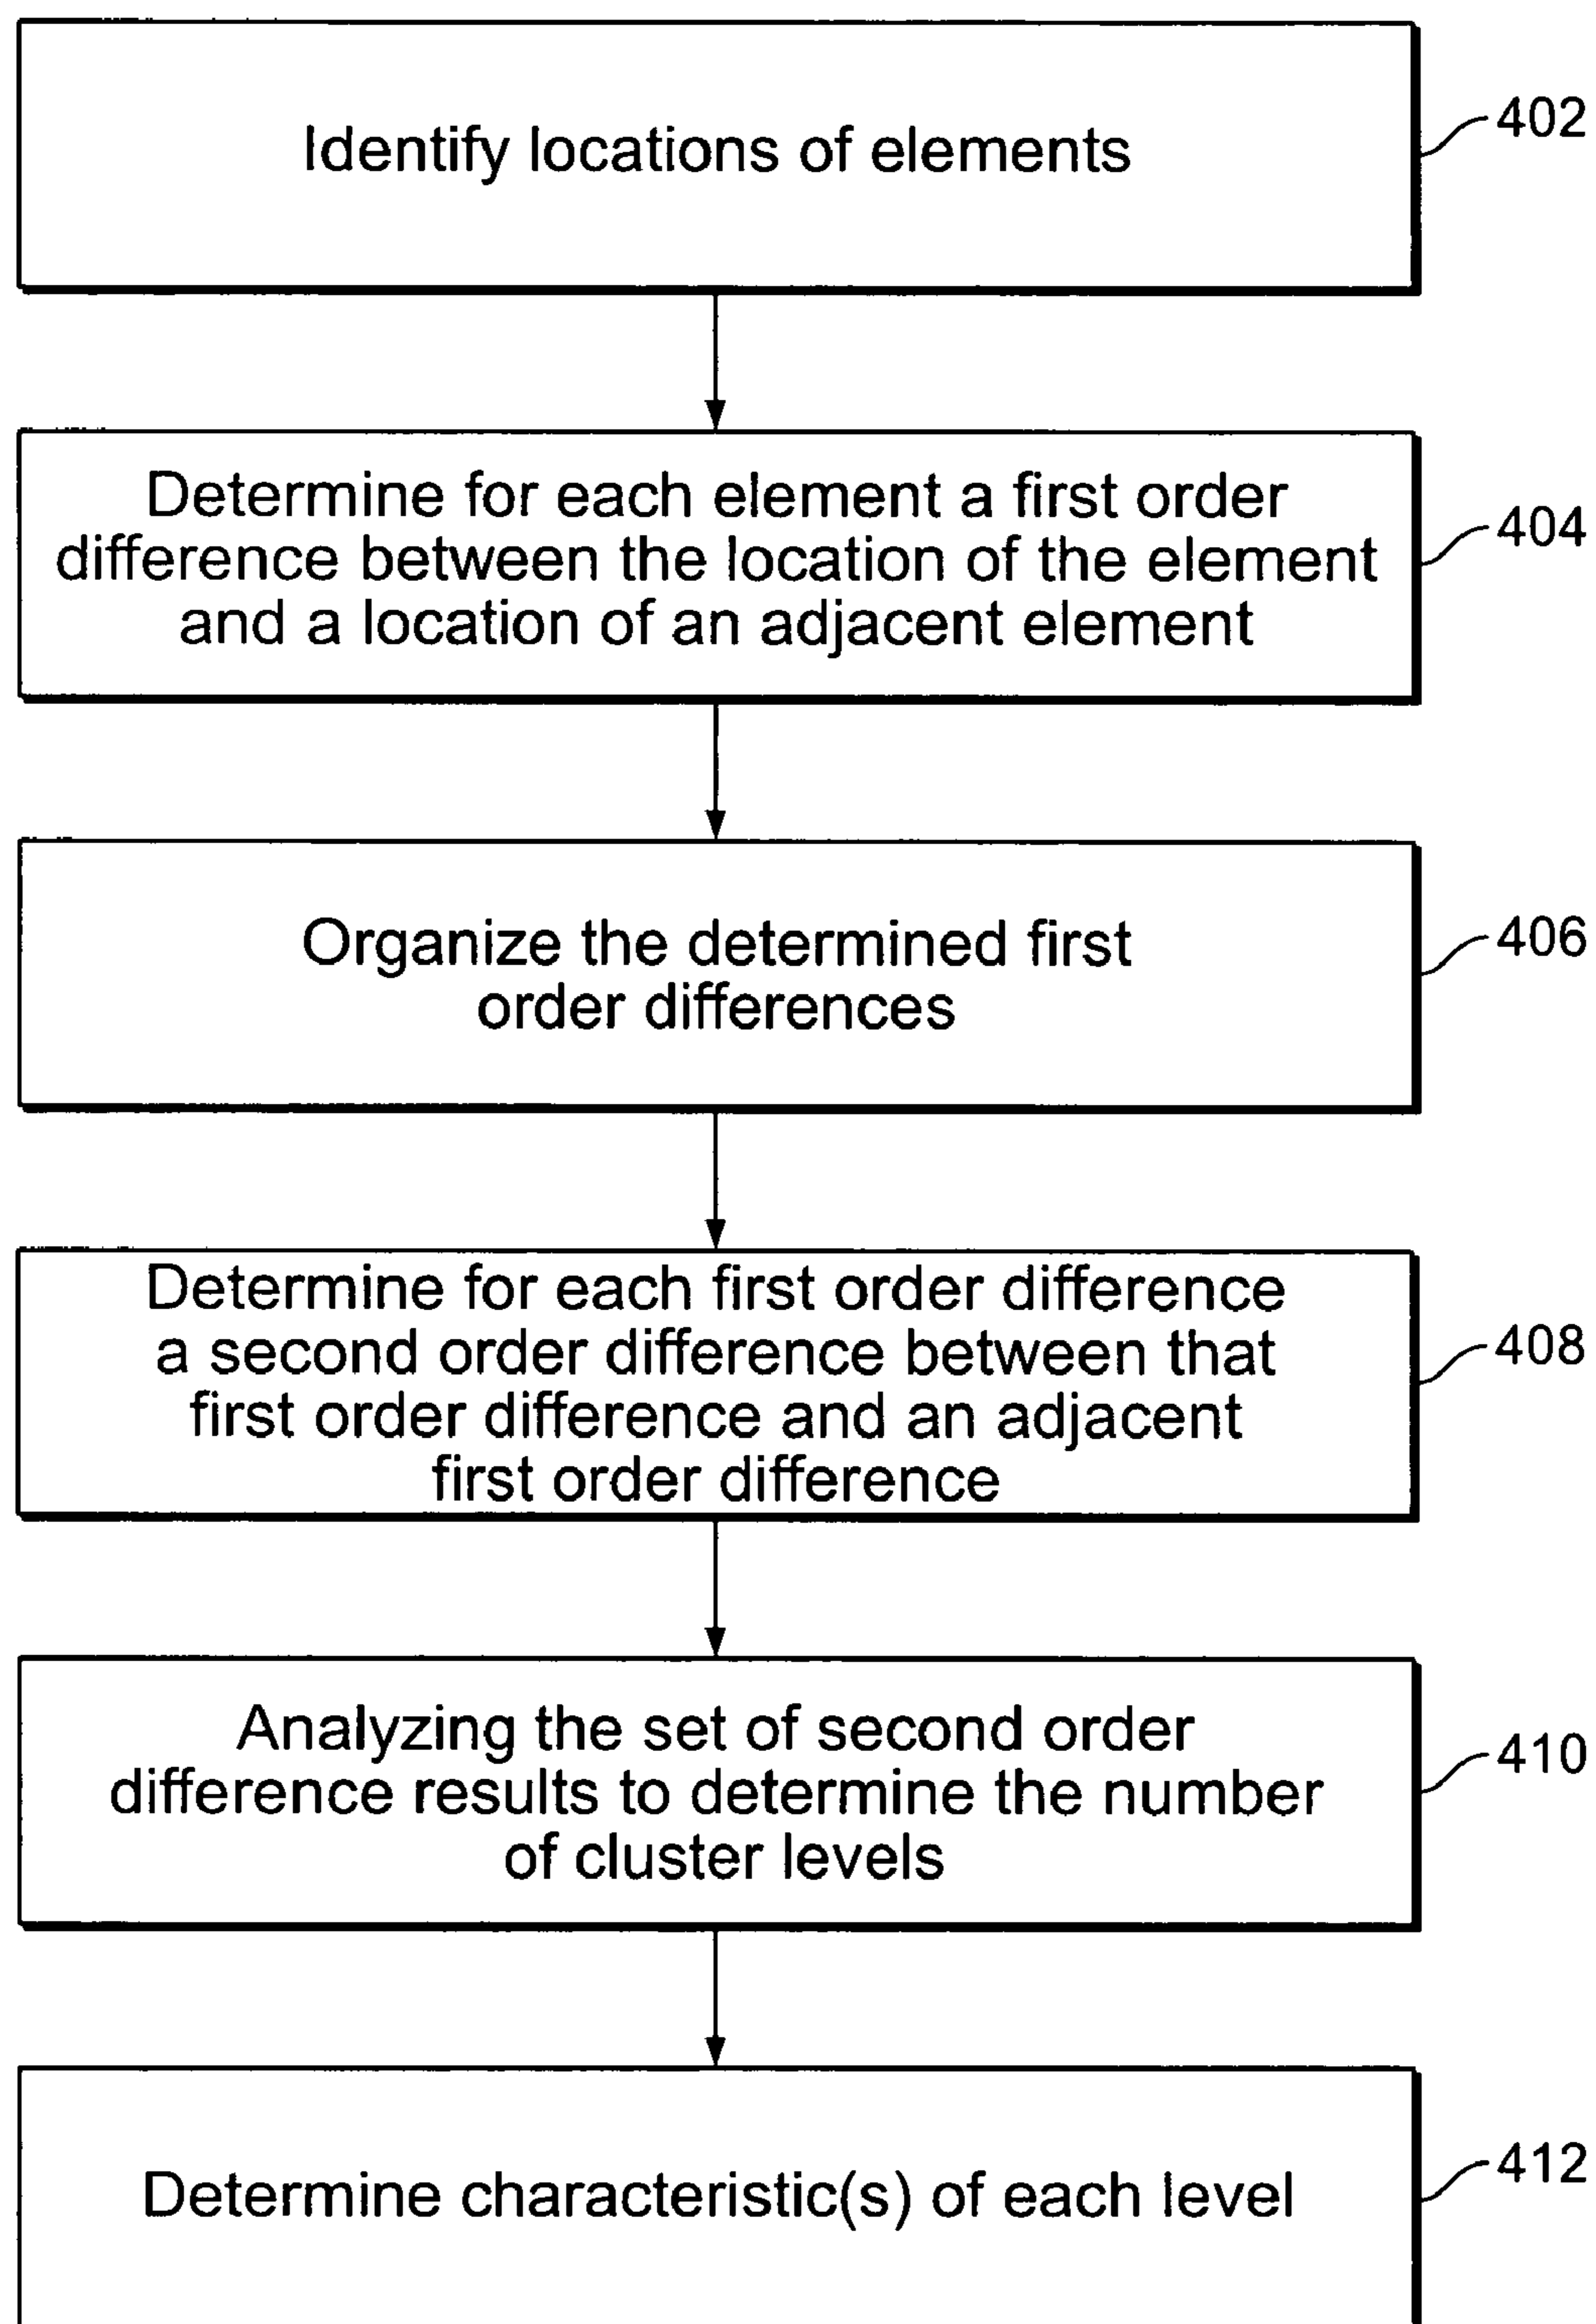 Identify locations of elements
402
Determine for each element a first order
difference between the location of the element
and a location of an adjacent element
404
Organize the determined first
order differences
406
Determine for each first order difference
a second order difference between that
first order difference and an adjacent
first order difference
408
Analyzing the set of second order
difference results to determine the number
of cluster levels
410
Determine characteristic(s) of each level
412